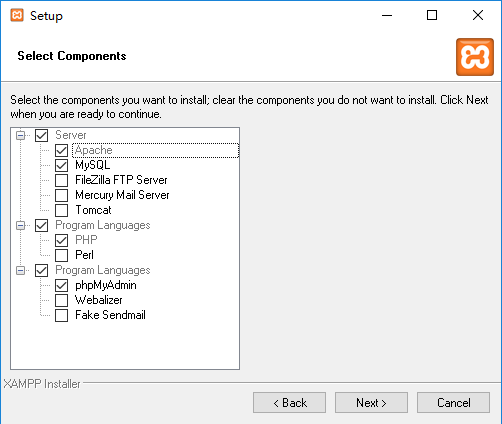 Setup
Select Components
Select the components you want to install; clear the components you do not want to install. Click Next
when you are ready to continue.
Server
Apache
MySQL
FileZilla FTP Server
Mercury Mail Server
Tomcat
Program Languages
PHP
Perl
Program Languages
phpMyAdmin
Webalizer
Fake Sendmail
XAMPP Installer
< Back
Next >
Cancel